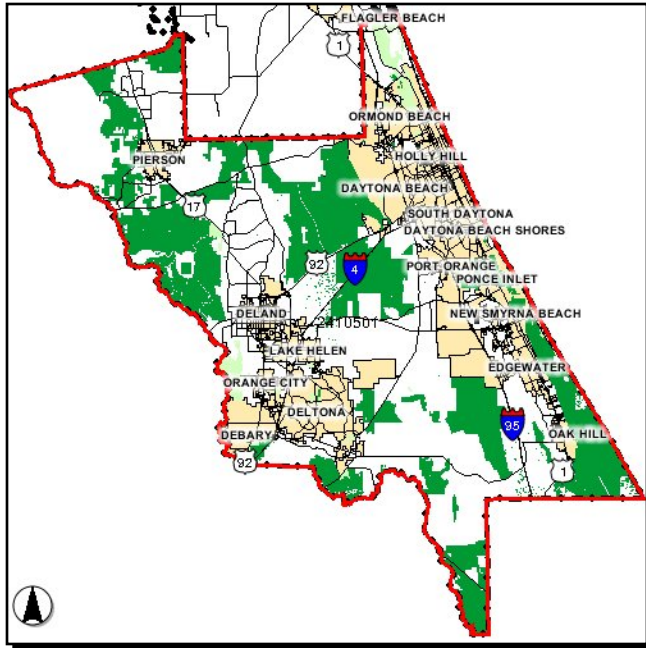 FLAGLER BEACH
1
ORMOND BEACH
HOLLY HILL
PIERSON
DAYTONA BEACH
17
SOUTH DAYTONA
DAYTONA BEACH SHORES
92
4
PORT ORANGE
PONCE INLET
DELAND
2410501
NEW SMYRNA BEACH
LAKE HELEN
EDGEWATER
ORANGE CITY
DELTONA
95
DEBARY
OAK HILL
92
1